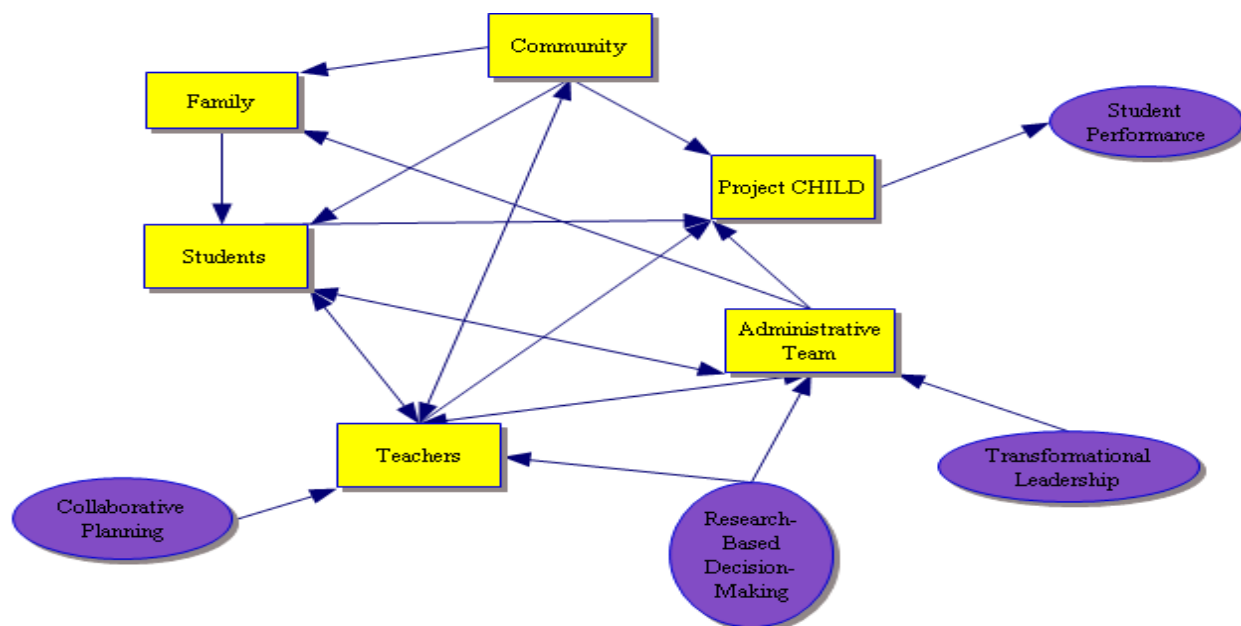 Community
Family
Student
Performance
Project CHILD
Students
Administrative
Team
Teachers
Transformational
Leadership
Collaborative
Planning
Research-
Based
Decision-
Making